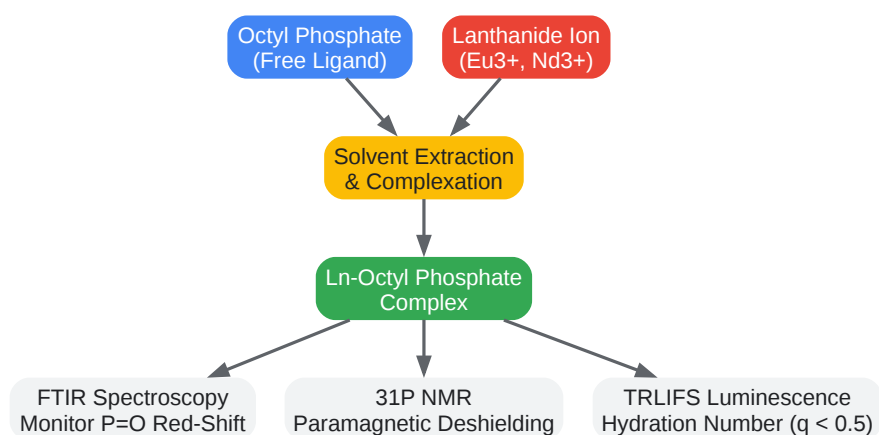 Octyl Phosphate
(Free Ligand)
Lanthanide Ion
(Eu3+, Nd3+)
Solvent Extraction
& Complexation
Ln-Octyl Phosphate
Complex
FTIR Spectroscopy
Monitor P=O Red-Shift
31P NMR
Paramagnetic Deshielding
TRLIFS Luminescence
Hydration Number (q < 0.5)